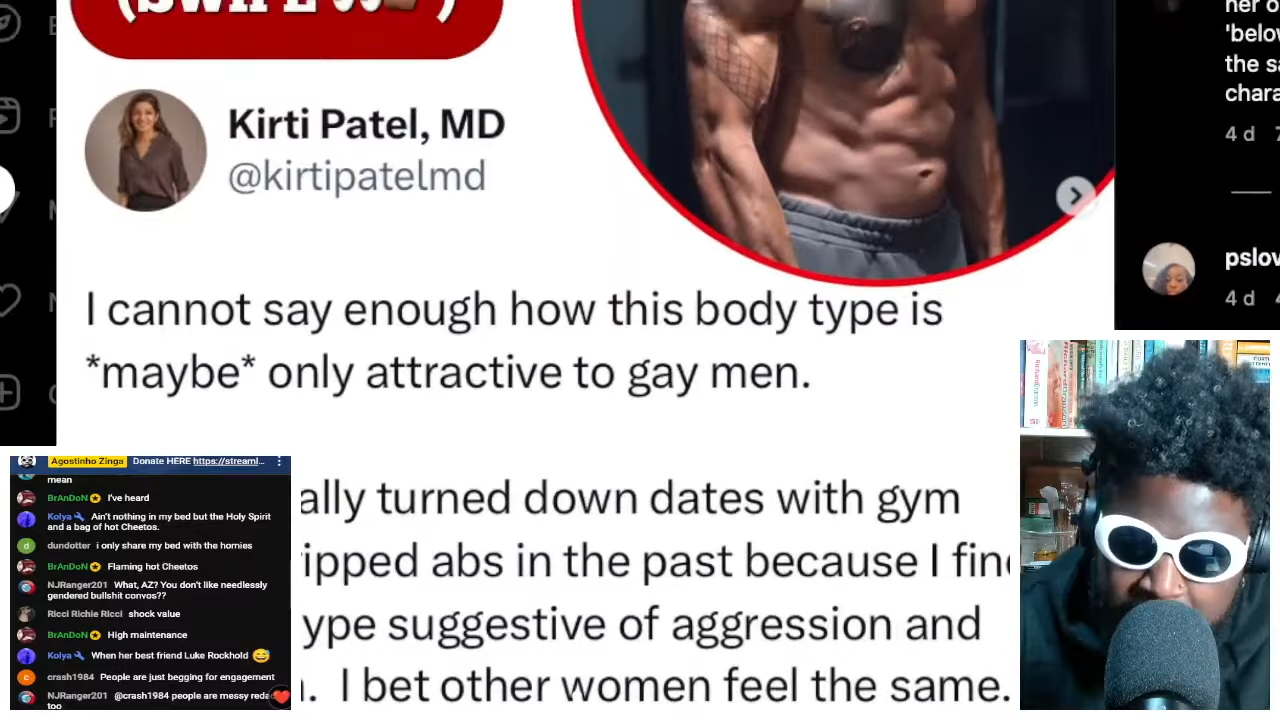 Kirti Patel, MD
@kirtipatelmd
I cannot say enough how this body type is
*maybe* only attractive to gay men.
ally turned down dates with gym
ipped abs in the past because I fin
ype suggestive of aggression and
I bet other women feel the same.
her o
'belov
the sa
chara
4 d
pslov
4 d
Agostinho Zinga Donate HERE https://streaml...
mean
BrAnDoN I've heard
Kolya Ain't nothing in my bed but the Holy Spirit
and a bag of hot Cheetos.
dundotter i only share my bed with the homies
BrAnDoN Flaming hot Cheetos
NJRanger201 What, AZ? You don't like needlessly
gendered bullshit convos??
Ricci Richie Ricci shock value
BrAnDoN High maintenance
Kolya When her best friend Luke Rockhold 😅
crash1984 People are just begging for engagement
NJRanger201 @crash1984 people are messy reda
too